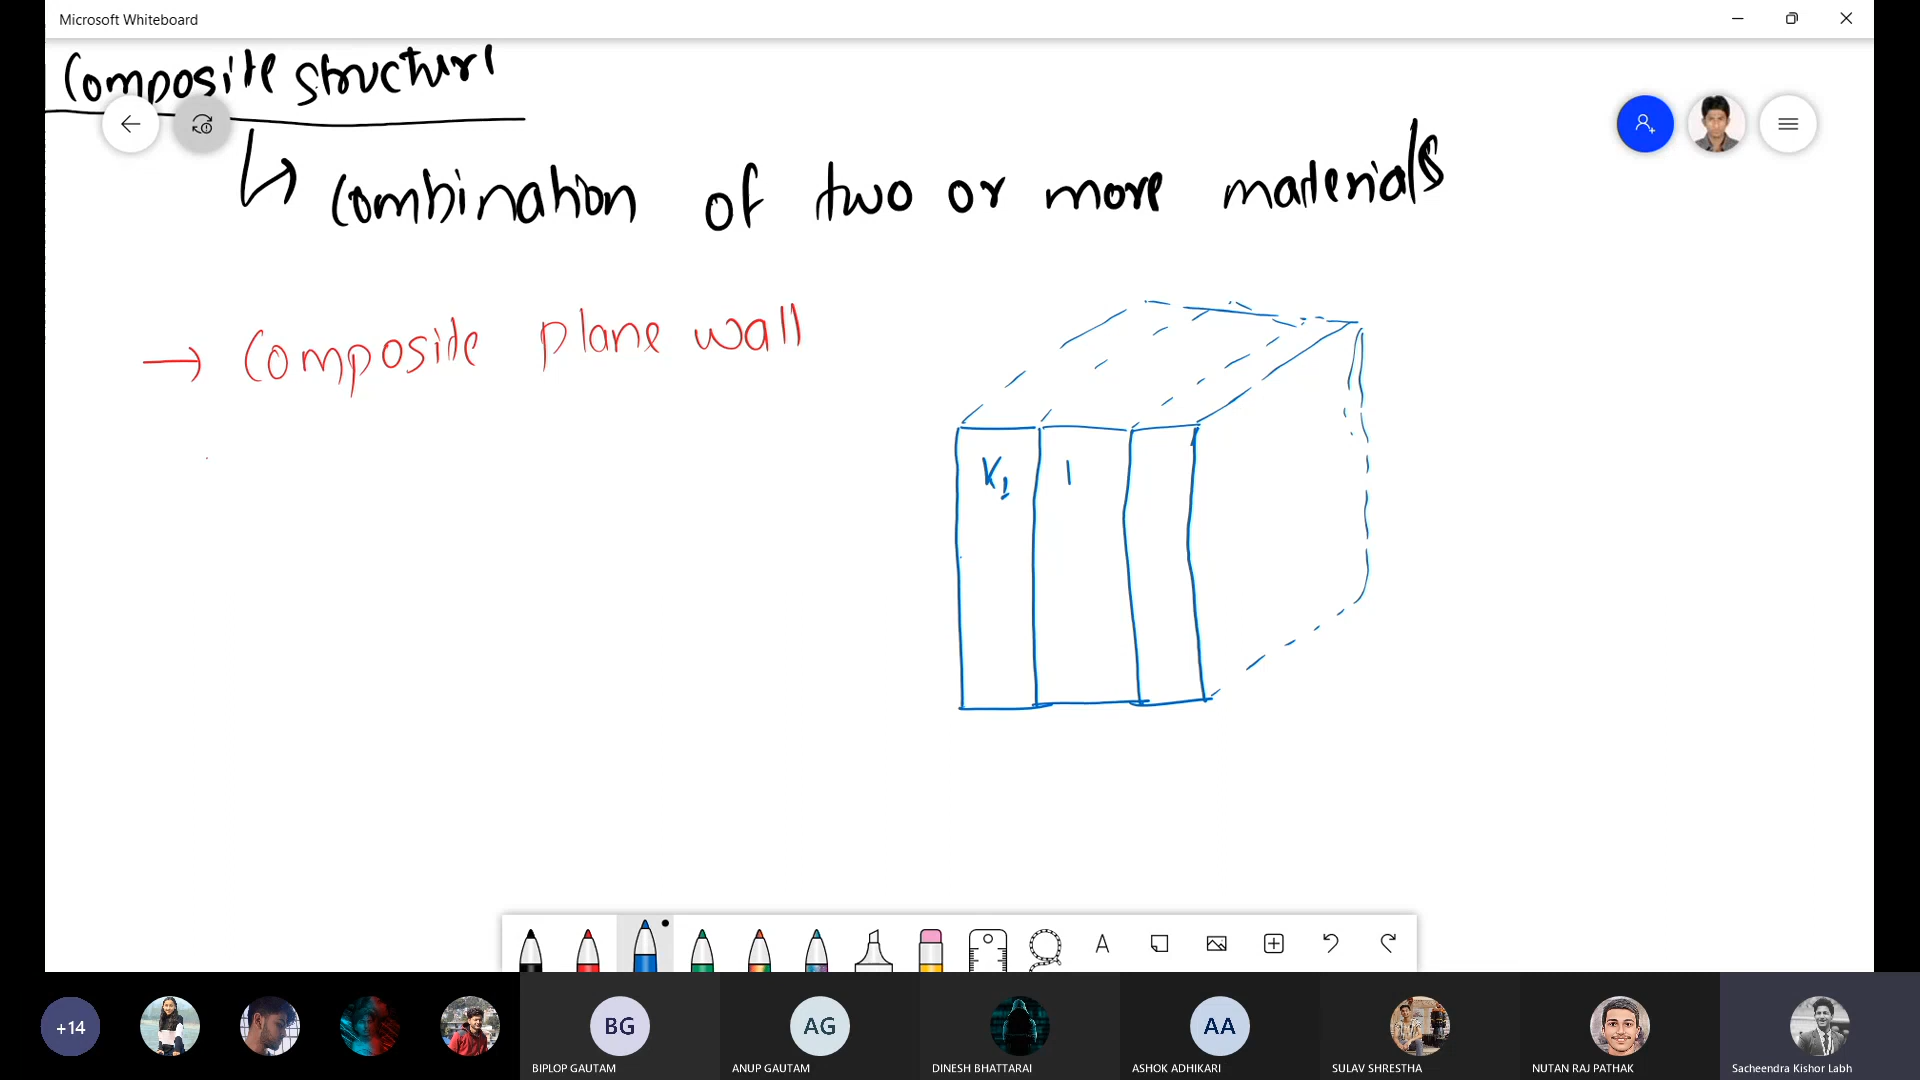 Microsoft Whiteboard
Composite structure
Combination of two or more materials
→ Composite plane wall
K₁
+14
BG
AG
AA
BIPLOP GAUTAM
ANUP GAUTAM
DINESH BHATTARAI
ASHOK ADHIKARI
SULAV SHRESTHA
NUTAN RAJ PATHAK
Sacheendra Kishor Labh